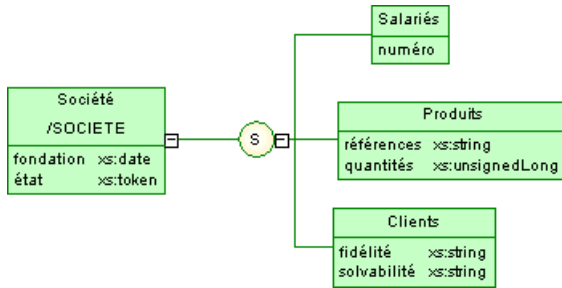 Salariés
numéro
Société
/SOCIETE
fondation xs:date
état xs:token
S
Produits
références xs:string
quantités xs:unsignedLong
Clients
fidélité xs:string
solvabilité xs:string